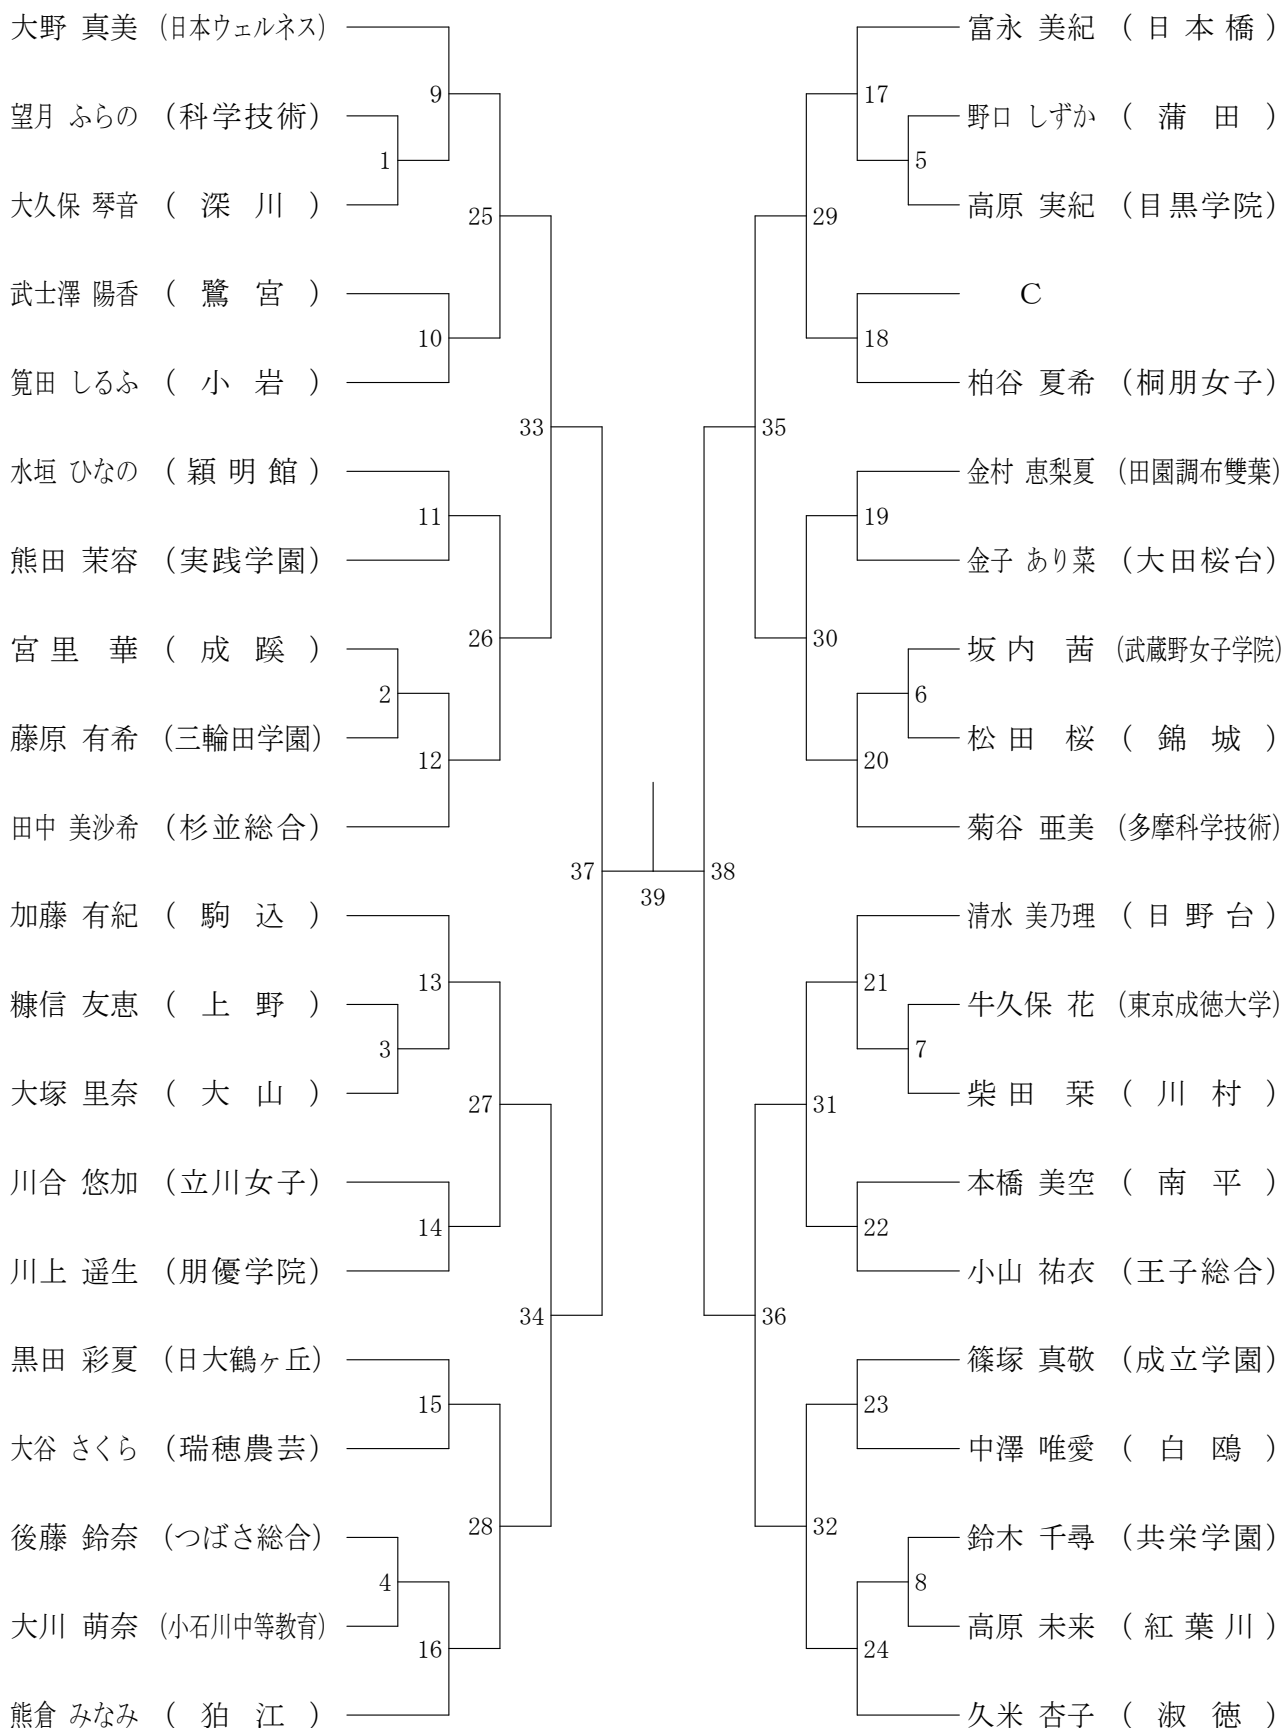 大野 真美 (日本ウェルネス)
9
望月 ふらの (科学技術)
1
大久保 琴音 ( 深 川 )
25
武士澤 陽香 ( 鷺 宮 )
10
筧田 しるふ ( 小 岩 )
33
水垣 ひなの ( 穎 明 館 )
11
熊田 茉容 (実践学園)
26
宮 里 華 ( 成 蹊 )
2
藤原 有希 (三輪田学園)
12
田中 美沙希 (杉並総合)
37
加藤 有紀 ( 駒 込 )
13
糠信 友恵 ( 上 野 )
3
大塚 里奈 ( 大 山 )
27
川合 悠加 (立川女子)
14
川上 遥生 (朋優学院)
34
黒田 彩夏 (日大鶴ヶ丘)
15
大谷 さくら (瑞穂農芸)
28
後藤 鈴奈 (つばさ総合)
4
大川 萌奈 (小石川中等教育)
16
熊倉 みなみ ( 狛 江 )
39
富永 美紀 ( 日 本 橋 )
17
野口 しずか ( 蒲 田 )
5
高原 実紀 (目黒学院)
29
C
18
柏谷 夏希 (桐朋女子)
35
金村 恵梨夏 (田園調布雙葉)
19
金子 あり菜 (大田桜台)
30
坂 内 茜 (武蔵野女子学院)
6
松 田 桜 ( 錦 城 )
20
菊谷 亜美 (多摩科学技術)
38
清水 美乃理 ( 日 野 台 )
21
牛久保 花 (東京成徳大学)
7
柴 田 栞 ( 川 村 )
31
本橋 美空 ( 南 平 )
22
小山 祐衣 (王子総合)
36
篠塚 真敬 (成立学園)
23
中澤 唯愛 ( 白 鴎 )
32
鈴木 千尋 (共栄学園)
8
高原 未来 ( 紅 葉 川 )
24
久米 杏子 ( 淑 徳 )